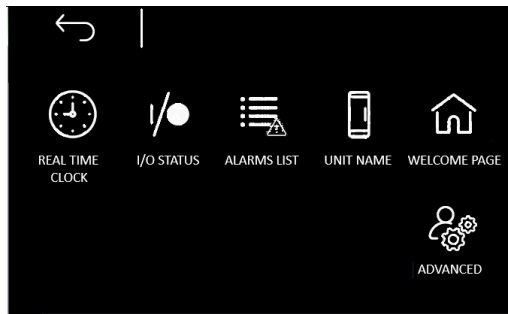 REAL TIME
CLOCK
I/O STATUS
ALARMS LIST
UNIT NAME
WELCOME PAGE
ADVANCED